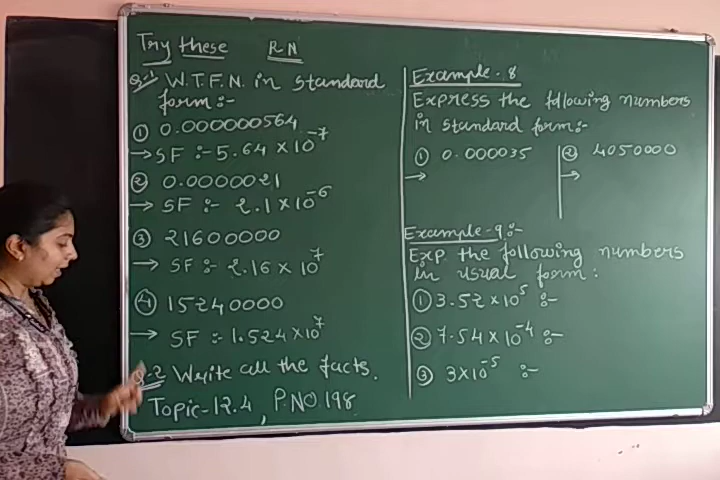 Try these R N
Q-1 W.T.F.N. in standard
form :-
① 0.000000564
→ SF :- 5.64 × 10⁻⁷
② 0.0000021
→ SF :- 2.1 × 10⁻⁶
③ 21600000
→ SF :- 2.16 × 10⁷
④ 15240000
→ SF :- 1.524 × 10⁷
Q-2 Write all the facts.
Topic-12.4, P.NO 198
Example-8
Express the following numbers
in standard form:-
① 0.000035 ② 4050000
→ →
Example-9:-
Exp the following numbers
in usual form :
① 3.52 × 10⁵ :-
② 7.54 × 10⁻⁴ :-
③ 3 × 10⁻⁵ :-